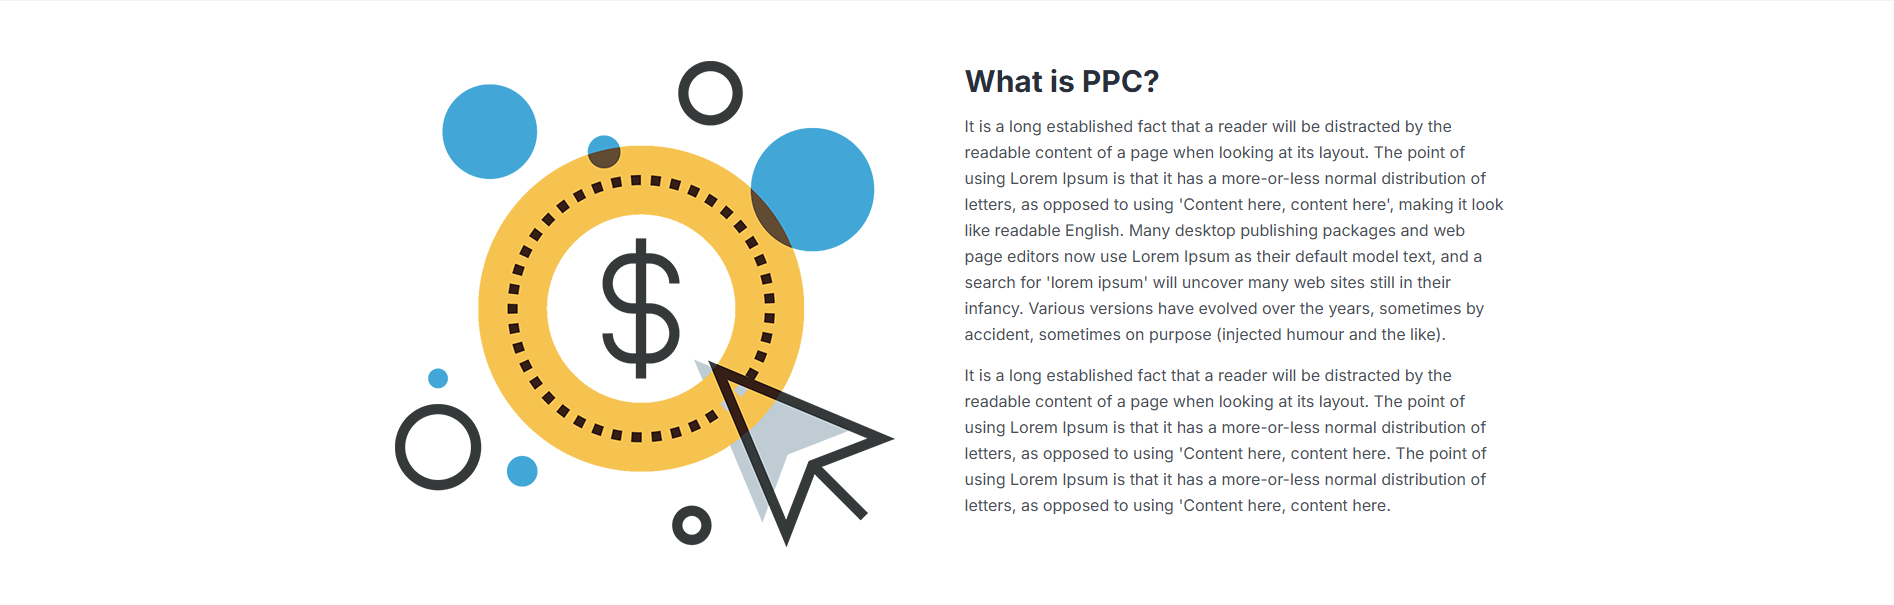 What is PPC?
It is a long established fact that a reader will be distracted by the
readable content of a page when looking at its layout. The point of
using Lorem Ipsum is that it has a more-or-less normal distribution of
letters, as opposed to using 'Content here, content here', making it look
like readable English. Many desktop publishing packages and web
page editors now use Lorem Ipsum as their default model text, and a
search for 'lorem ipsum' will uncover many web sites still in their
infancy. Various versions have evolved over the years, sometimes by
accident, sometimes on purpose (injected humour and the like).
It is a long established fact that a reader will be distracted by the
readable content of a page when looking at its layout. The point of
using Lorem Ipsum is that it has a more-or-less normal distribution of
letters, as opposed to using 'Content here, content here. The point of
using Lorem Ipsum is that it has a more-or-less normal distribution of
letters, as opposed to using 'Content here, content here.
$